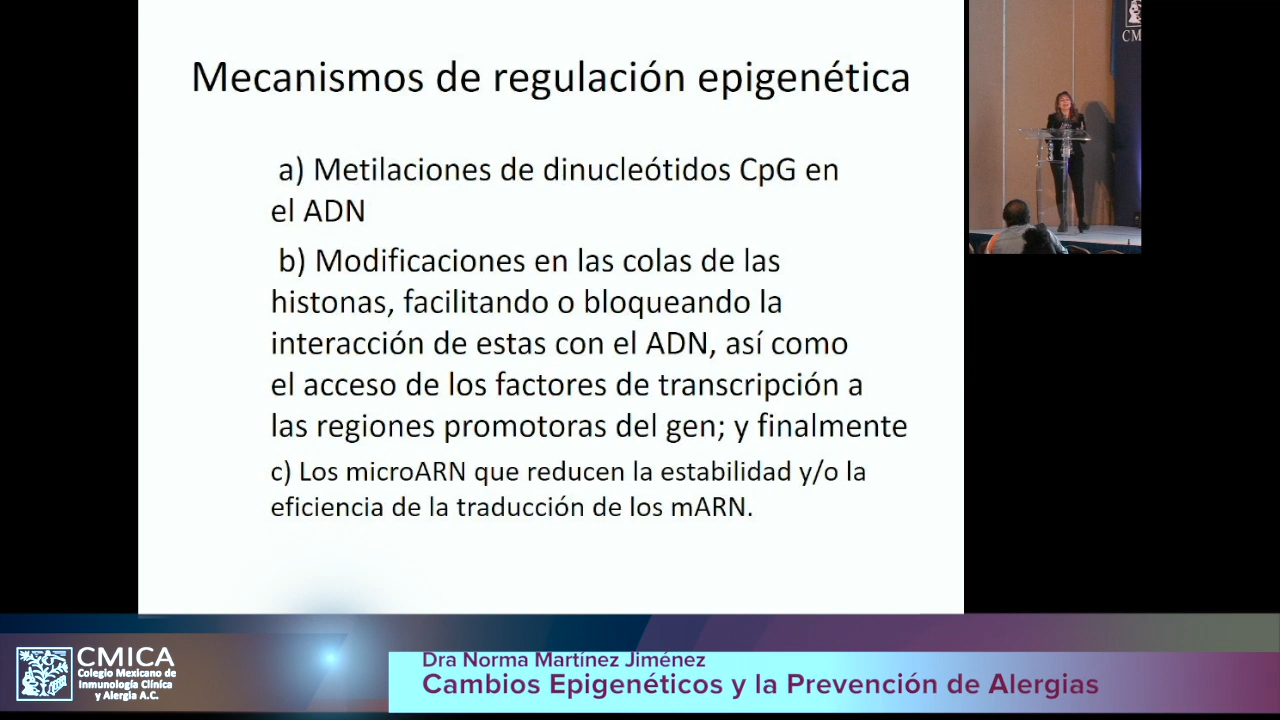 Mecanismos de regulación epigenética
a) Metilaciones de dinucleótidos CpG en
el ADN
b) Modificaciones en las colas de las
histonas, facilitando o bloqueando la
interacción de estas con el ADN, así como
el acceso de los factores de transcripción a
las regiones promotoras del gen; y finalmente
c) Los microARN que reducen la estabilidad y/o la
eficiencia de la traducción de los mARN.
CM
CMICA
Colegio Mexicano de
Inmunología Clínica
y Alergia A.C.
Dra Norma Martínez Jiménez
Cambios Epigenéticos y la Prevención de Alergias